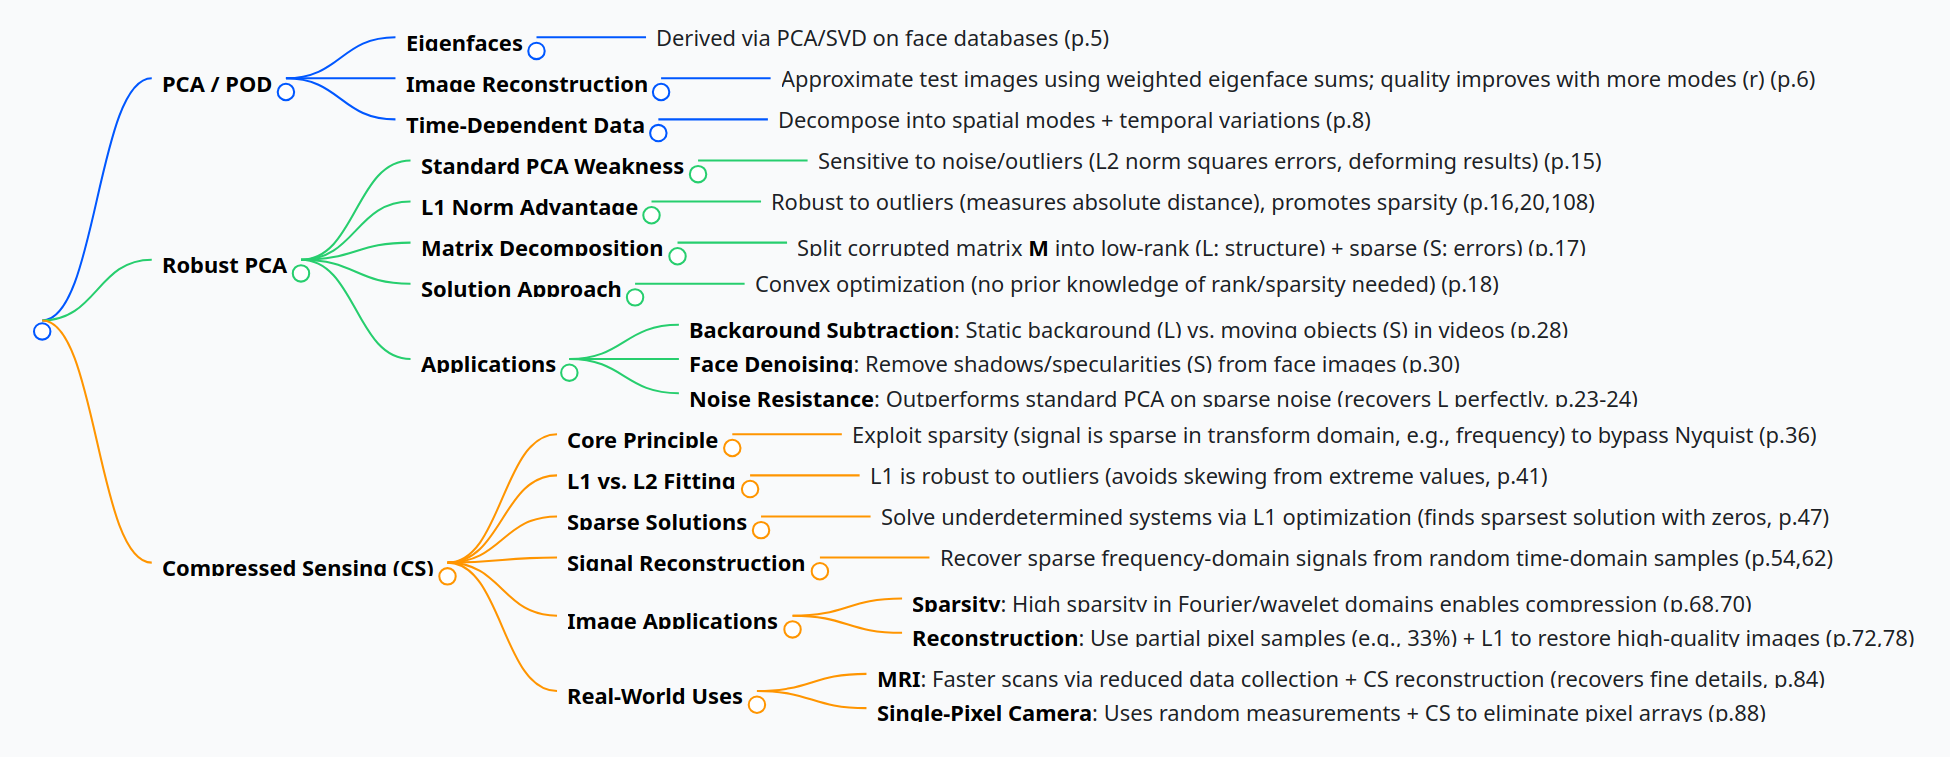 PCA / POD
Eigenfaces
Derived via PCA/SVD on face databases (p.5)
Image Reconstruction
Approximate test images using weighted eigenface sums; quality improves with more modes (r) (p.6)
Time-Dependent Data
Decompose into spatial modes + temporal variations (p.8)
Robust PCA
Standard PCA Weakness
Sensitive to noise/outliers (L2 norm squares errors, deforming results) (p.15)
L1 Norm Advantage
Robust to outliers (measures absolute distance), promotes sparsity (p.16,20,108)
Matrix Decomposition
Split corrupted matrix M into low-rank (L: structure) + sparse (S: errors) (p.17)
Solution Approach
Convex optimization (no prior knowledge of rank/sparsity needed) (p.18)
Applications
Background Subtraction: Static background (L) vs. moving objects (S) in videos (p.28)
Face Denoising: Remove shadows/specularities (S) from face images (p.30)
Noise Resistance: Outperforms standard PCA on sparse noise (recovers L perfectly, p.23-24)
Compressed Sensing (CS)
Core Principle
Exploit sparsity (signal is sparse in transform domain, e.g., frequency) to bypass Nyquist (p.36)
L1 vs. L2 Fitting
L1 is robust to outliers (avoids skewing from extreme values, p.41)
Sparse Solutions
Solve underdetermined systems via L1 optimization (finds sparsest solution with zeros, p.47)
Signal Reconstruction
Recover sparse frequency-domain signals from random time-domain samples (p.54,62)
Image Applications
Sparsity: High sparsity in Fourier/wavelet domains enables compression (p.68,70)
Reconstruction: Use partial pixel samples (e.g., 33%) + L1 to restore high-quality images (p.72,78)
Real-World Uses
MRI: Faster scans via reduced data collection + CS reconstruction (recovers fine details, p.84)
Single-Pixel Camera: Uses random measurements + CS to eliminate pixel arrays (p.88)